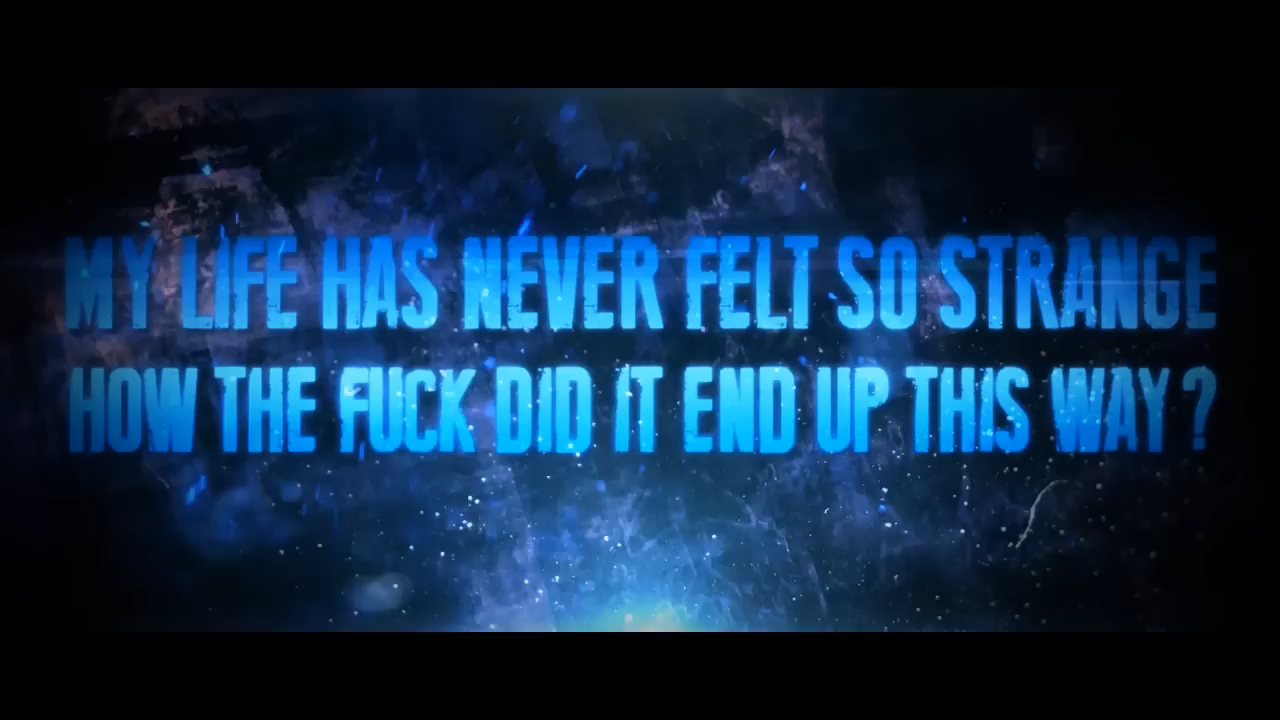 MY LIFE HAS NEVER FELT SO STRANGE
HOW THE FUCK DID IT END UP THIS WAY?